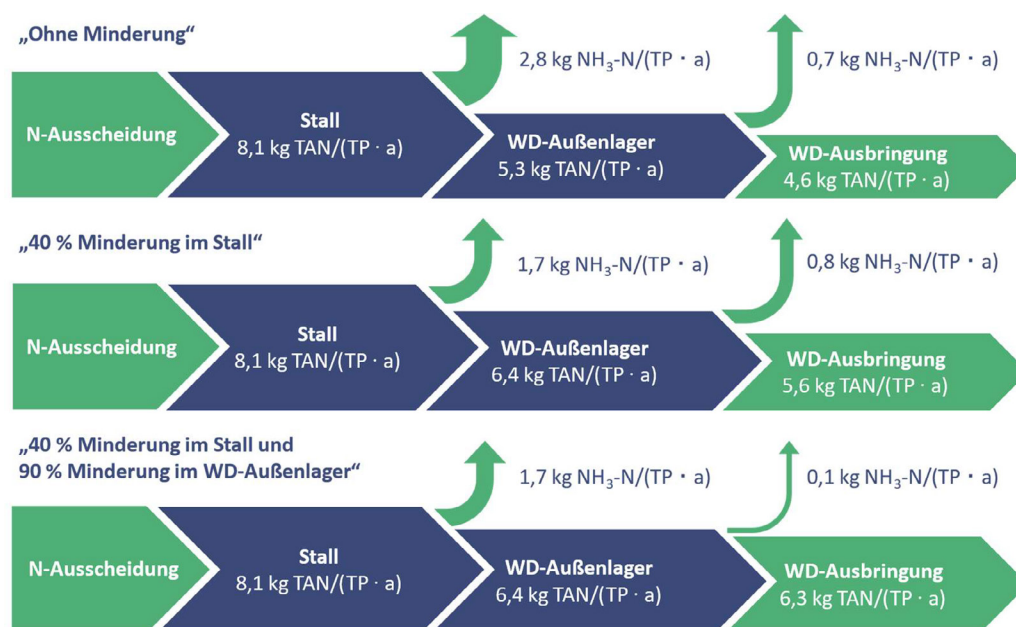 „Ohne Minderung“
2,8 kg NH₃-N/(TP · a)
0,7 kg NH₃-N/(TP · a)
N-Ausscheidung
Stall
8,1 kg TAN/(TP · a)
WD-Außenlager
5,3 kg TAN/(TP · a)
WD-Ausbringung
4,6 kg TAN/(TP · a)
„40 % Minderung im Stall“
1,7 kg NH₃-N/(TP · a)
0,8 kg NH₃-N/(TP · a)
N-Ausscheidung
Stall
8,1 kg TAN/(TP · a)
WD-Außenlager
6,4 kg TAN/(TP · a)
WD-Ausbringung
5,6 kg TAN/(TP · a)
„40 % Minderung im Stall und
90 % Minderung im WD-Außenlager“
1,7 kg NH₃-N/(TP · a)
0,1 kg NH₃-N/(TP · a)
N-Ausscheidung
Stall
8,1 kg TAN/(TP · a)
WD-Außenlager
6,4 kg TAN/(TP · a)
WD-Ausbringung
6,3 kg TAN/(TP · a)